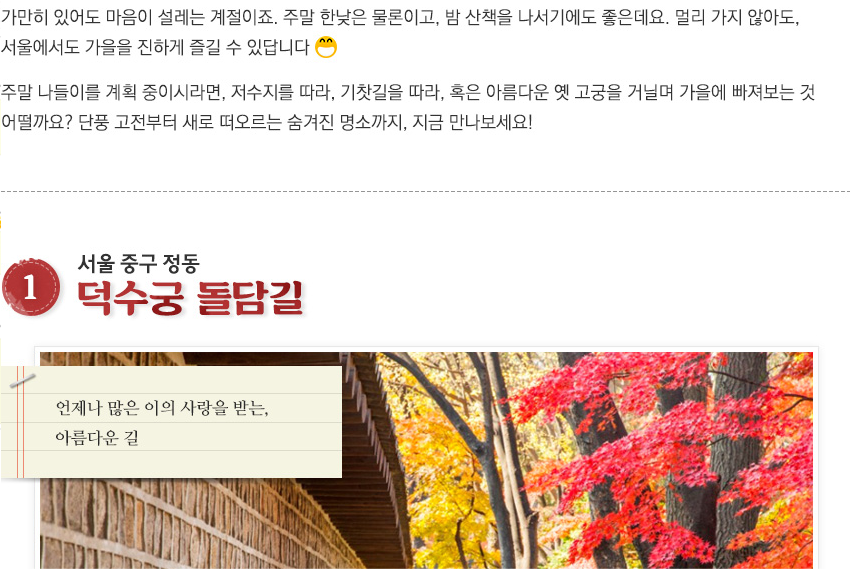 가만히 있어도 마음이 설레는 계절이죠. 주말 한낮은 물론이고, 밤 산책을 나서기에도 좋은데요. 멀리 가지 않아도,
서울에서도 가을을 진하게 즐길 수 있답니다 😁
주말 나들이를 계획 중이시라면, 저수지를 따라, 기찻길을 따라, 혹은 아름다운 옛 고궁을 거닐며 가을에 빠져보는 것
어떨까요? 단풍 고전부터 새로 떠오르는 숨겨진 명소까지, 지금 만나보세요!
1
서울 중구 정동
덕수궁 돌담길
언제나 많은 이의 사랑을 받는,
아름다운 길